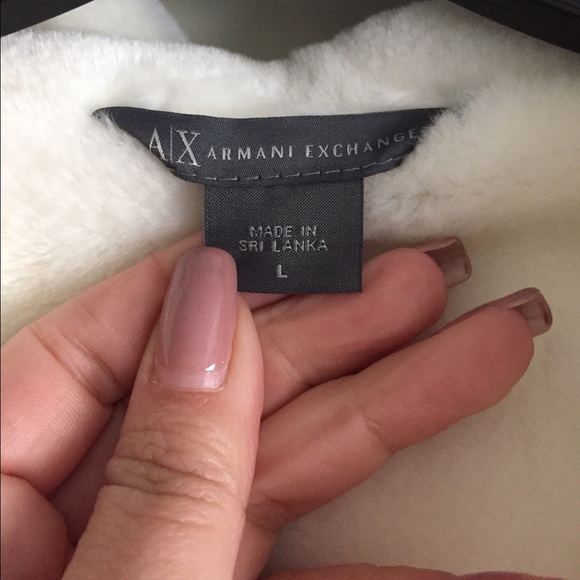 A|X ARMANI EXCHANGE
MADE IN
SRI LANKA
L